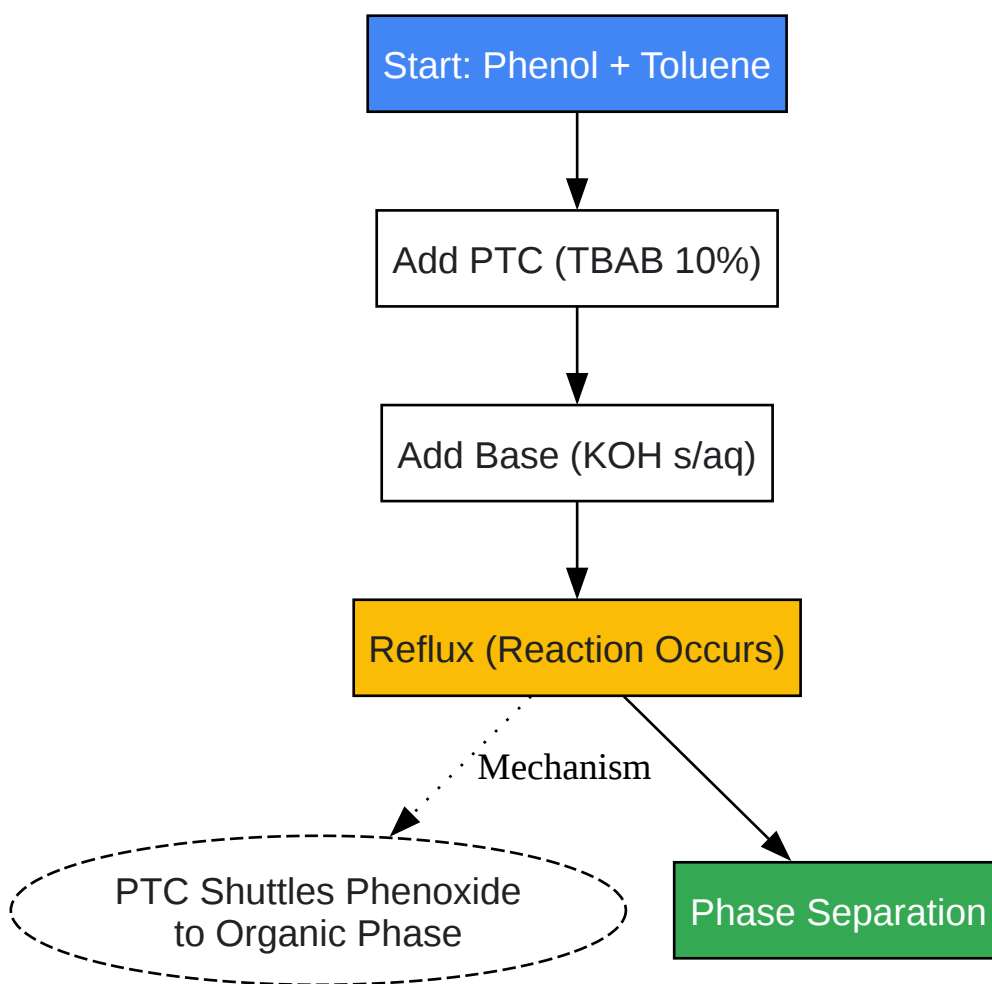 Start: Phenol + Toluene
Add PTC (TBAB 10%)
Add Base (KOH s/aq)
Reflux (Reaction Occurs)
Mechanism
PTC Shuttles Phenoxide
to Organic Phase
Phase Separation